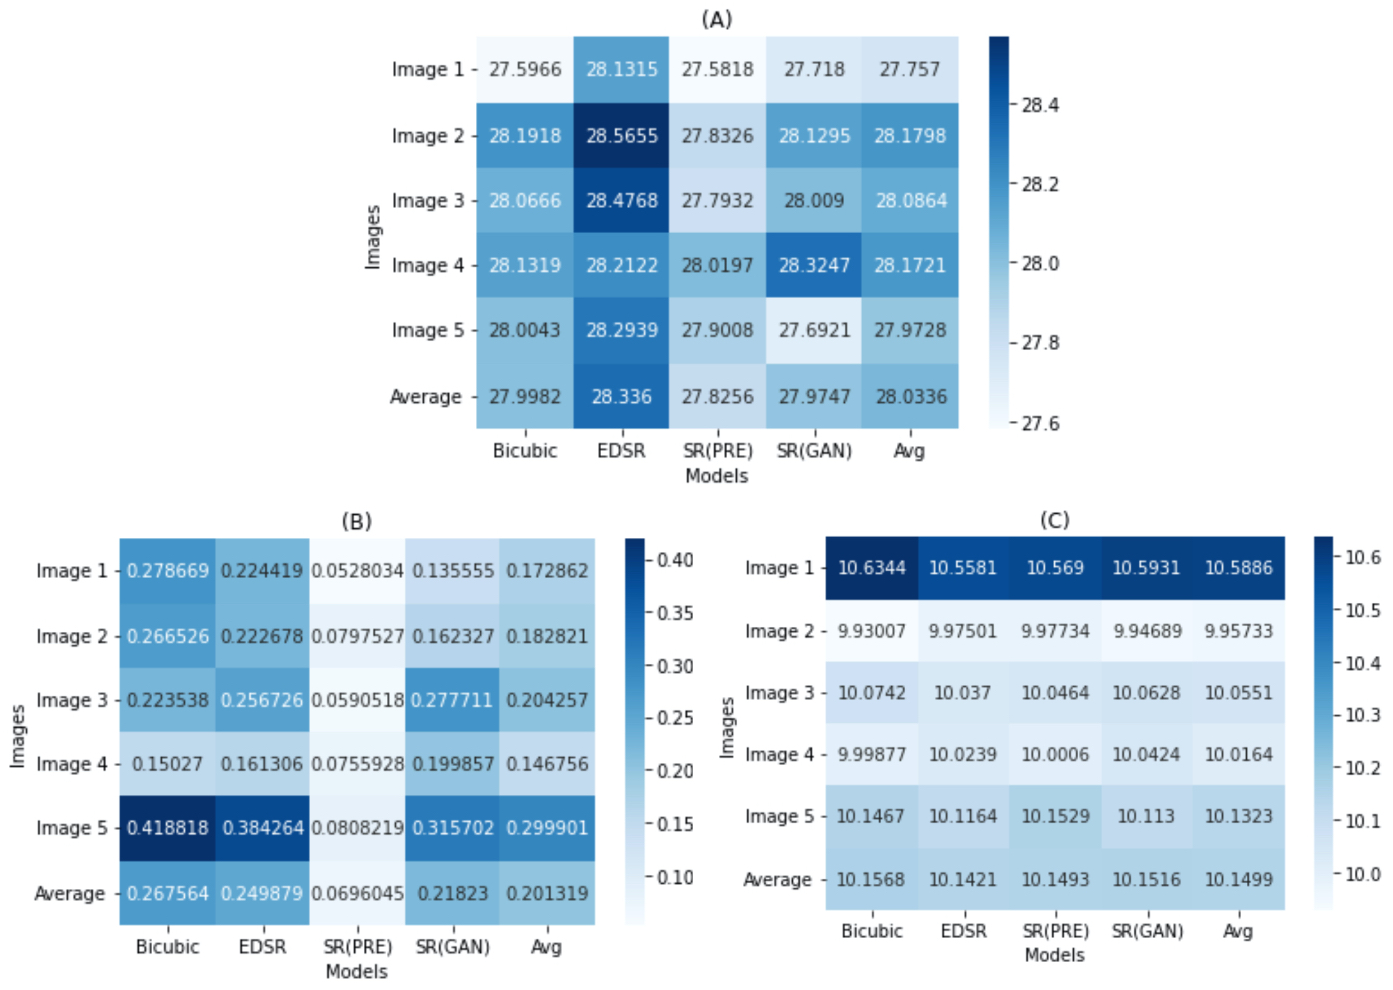 (A)
Image 1 27.5966 28.1315 27.5818 27.718 27.757
Image 2 28.1918 28.5655 27.8326 28.1295 28.1798
Image 3 28.0666 28.4768 27.7932 28.009 28.0864
Image 4 28.1319 28.2122 28.0197 28.3247 28.1721
Image 5 28.0043 28.2939 27.9008 27.6921 27.9728
Average 27.9982 28.336 27.8256 27.9747 28.0336
Bicubic EDSR SR(PRE) SR(GAN) Avg
Models
Images
28.4
28.2
28.0
27.8
27.6
(B)
Image 1 0.278669 0.224419 0.0528034 0.135555 0.172862
Image 2 0.266526 0.222678 0.0797527 0.162327 0.182821
Image 3 0.223538 0.256726 0.0590518 0.277711 0.204257
Image 4 0.15027 0.161306 0.0755928 0.199857 0.146756
Image 5 0.418818 0.384264 0.0808219 0.315702 0.299901
Average 0.267564 0.249879 0.0696045 0.21823 0.201319
Bicubic EDSR SR(PRE) SR(GAN) Avg
Models
Images
0.40
0.35
0.30
0.25
0.20
0.15
0.10
(C)
Image 1 10.6344 10.5581 10.569 10.5931 10.5886
Image 2 9.93007 9.97501 9.97734 9.94689 9.95733
Image 3 10.0742 10.037 10.0464 10.0628 10.0551
Image 4 9.99877 10.0239 10.0006 10.0424 10.0164
Image 5 10.1467 10.1164 10.1529 10.113 10.1323
Average 10.1568 10.1421 10.1493 10.1516 10.1499
Bicubic EDSR SR(PRE) SR(GAN) Avg
Models
Images
10.6
10.5
10.4
10.3
10.2
10.1
10.0